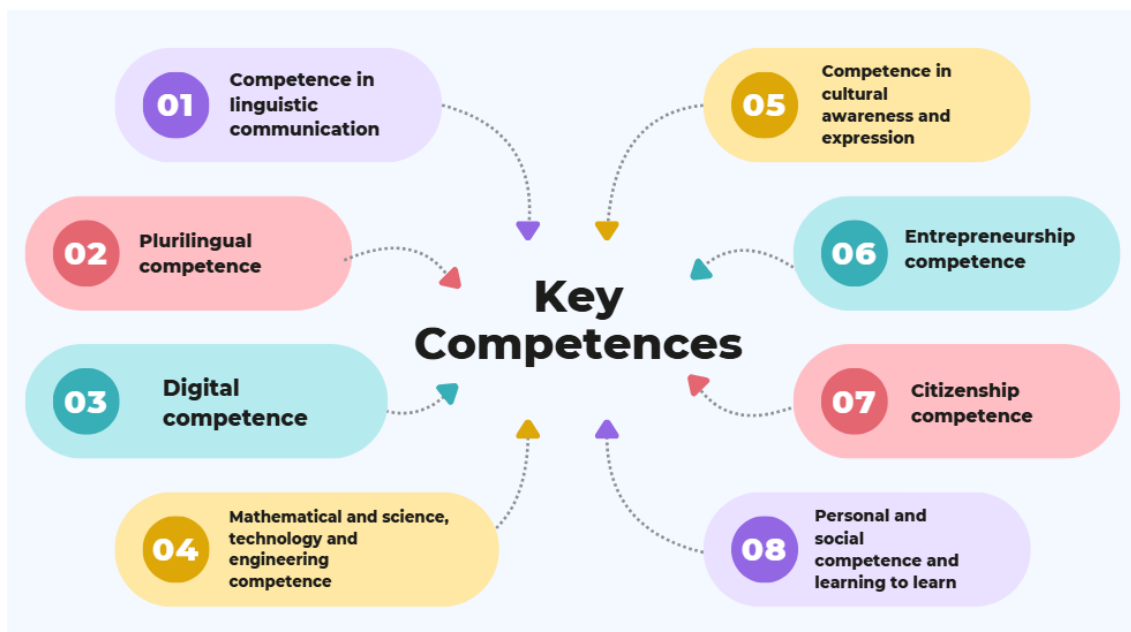 01
Competence in
linguistic
communication
02
Plurilingual
competence
03
Digital
competence
04
Mathematical and science,
technology and
engineering
competence
Key
Competences
05
Competence in
cultural
awareness and
expression
06
Entrepreneurship
competence
07
Citizenship
competence
08
Personal and
social
competence and
learning to learn